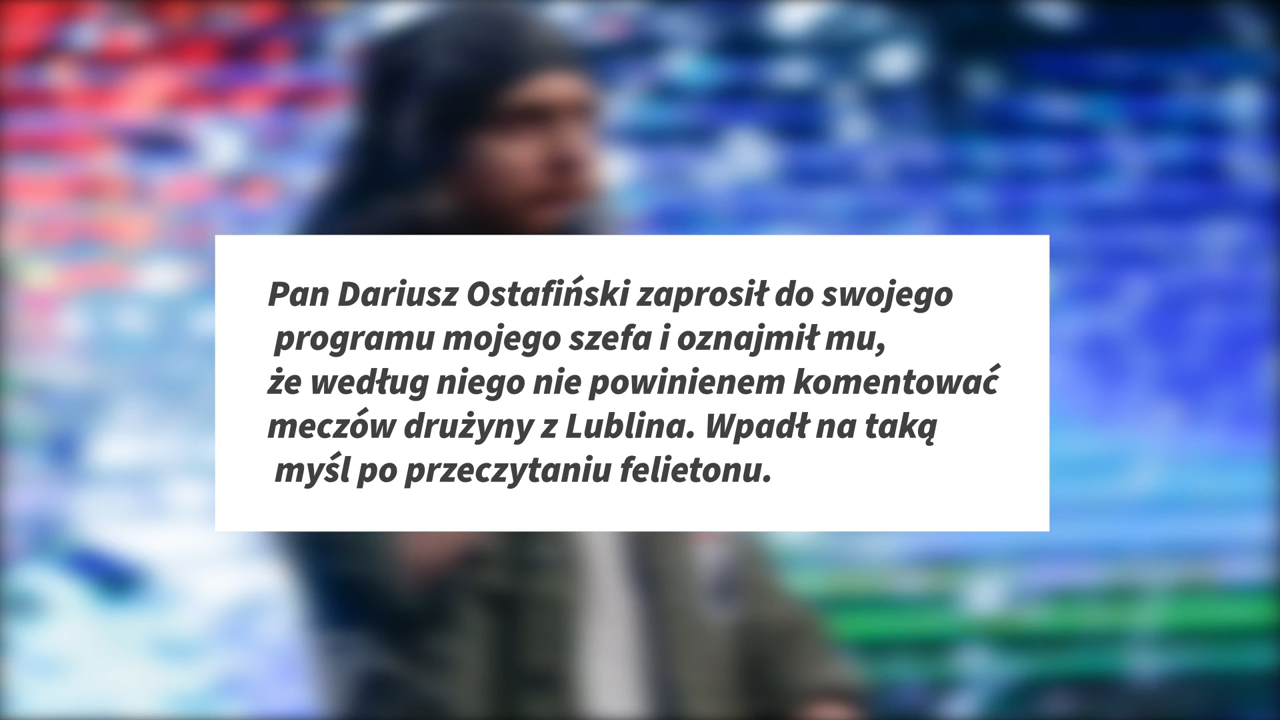 Pan Dariusz Ostafiński zaprosił do swojego
programu mojego szefa i oznajmił mu,
że według niego nie powinienem komentować
meczów drużyny z Lublina. Wpadł na taką
myśl po przeczytaniu felietonu.